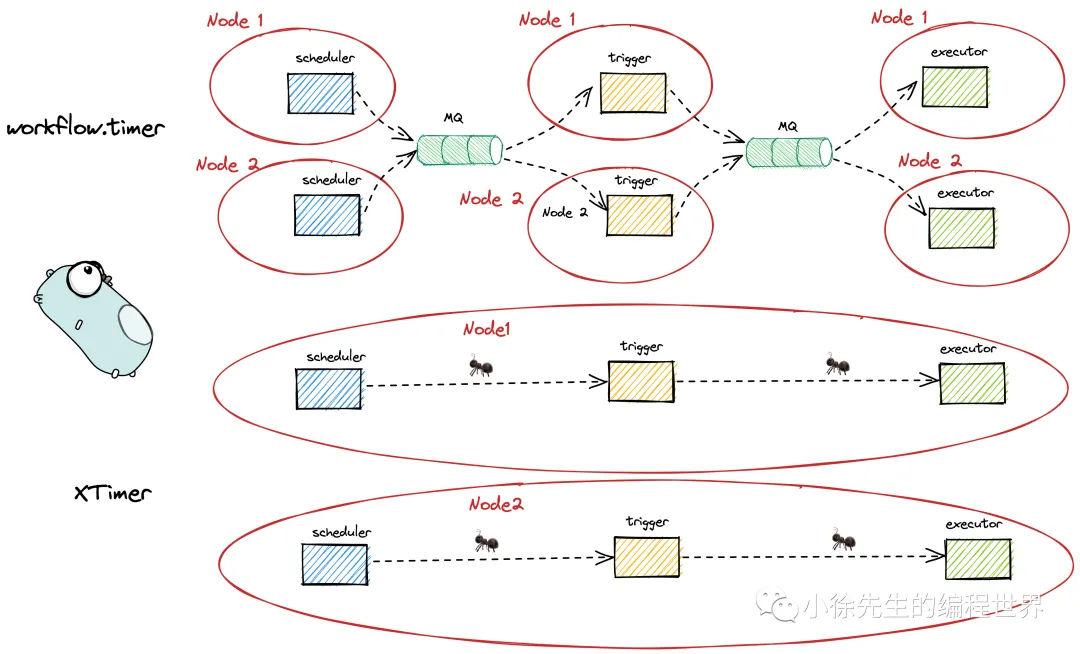 Node 1
Node 1
Node 1
scheduler
trigger
executor
workflow.timer
MQ
MQ
Node 2
scheduler
Node 2
trigger
Node 2
Node 2
executor
Node1
scheduler
trigger
executor
XTimer
Node2
scheduler
trigger
executor
小徐先生的编程世界